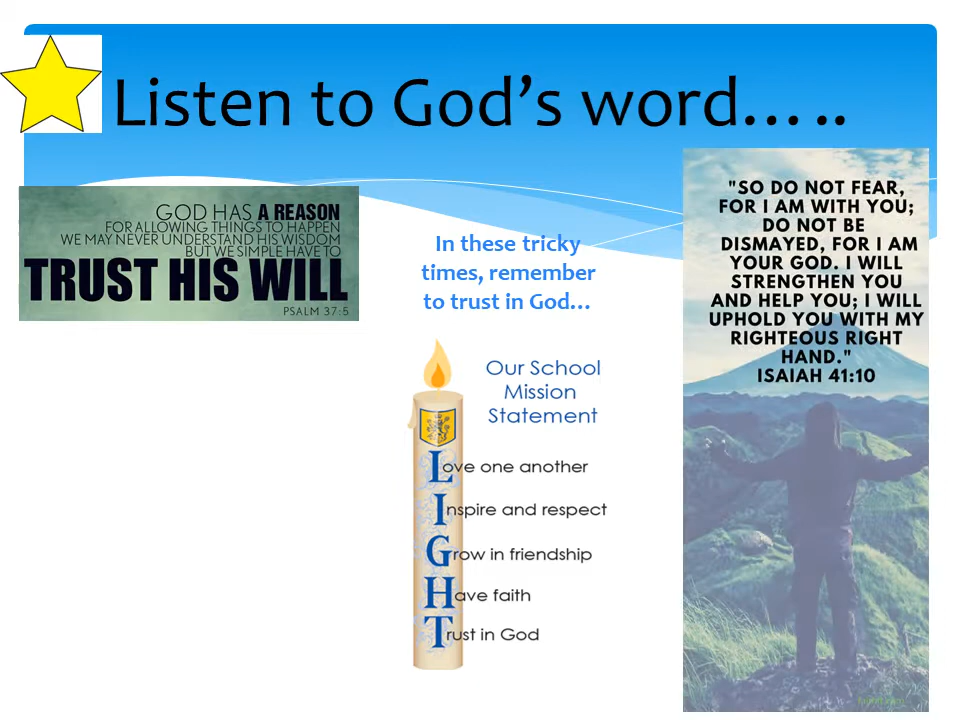 Listen to God’s word…..
GOD HAS A REASON
FOR ALLOWING THINGS TO HAPPEN
WE MAY NEVER UNDERSTAND HIS WISDOM
BUT WE SIMPLE HAVE TO
TRUST HIS WILL
PSALM 37:5
In these tricky
times, remember
to trust in God…
Our School
Mission
Statement
Love one another
Inspire and respect
Grow in friendship
Have faith
Trust in God
"SO DO NOT FEAR,
FOR I AM WITH YOU;
DO NOT BE
DISMAYED, FOR I AM
YOUR GOD. I WILL
STRENGTHEN YOU
AND HELP YOU; I WILL
UPHOLD YOU WITH MY
RIGHTEOUS RIGHT
HAND."
ISAIAH 41:10